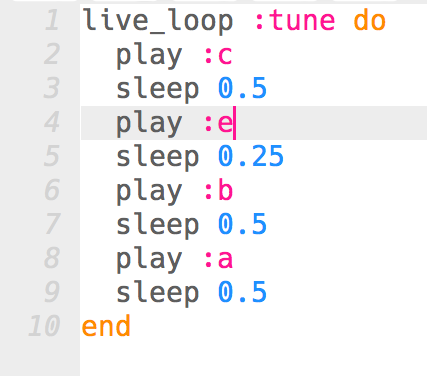 1 live_loop :tune do
2 play :c
3 sleep 0.5
4 play :e
5 sleep 0.25
6 play :b
7 sleep 0.5
8 play :a
9 sleep 0.5
10 end